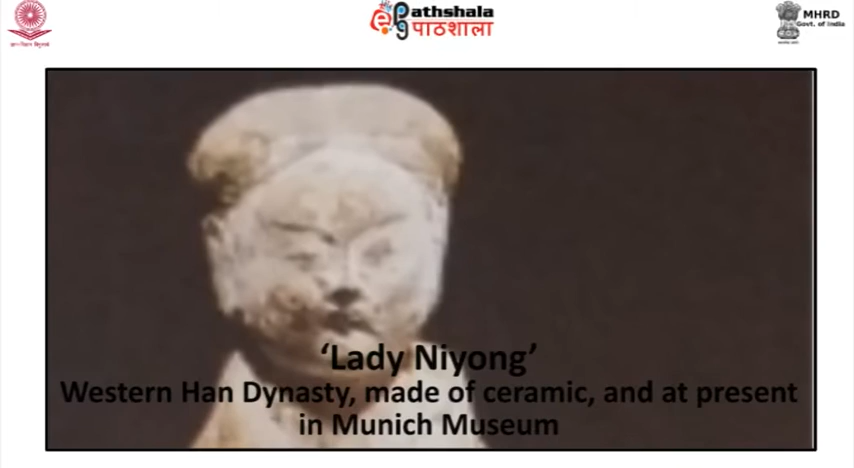 epathshala
पाठशाला
MHRD
Govt. of India
‘Lady Niyong’
Western Han Dynasty, made of ceramic, and at present
in Munich Museum